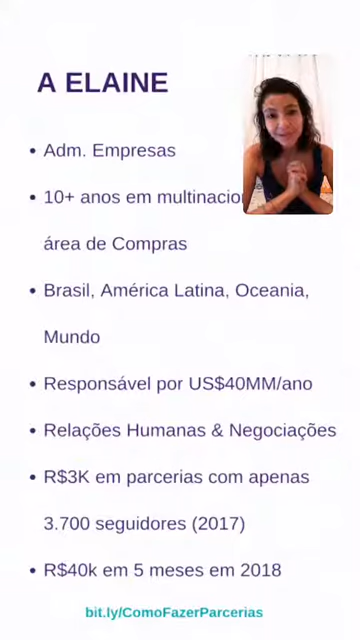 A ELAINE
• Adm. Empresas
• 10+ anos em
área de Compras
• Brasil, América Latina, Oceania,
Mundo
• Responsável por US$40MM/ano
• Relações Humanas & Negociações
• R$3K em parcerias com apenas
3.700 seguidores (2017)
• R$40k em 5 meses em 2018
bit.ly/ComoFazerParcerias